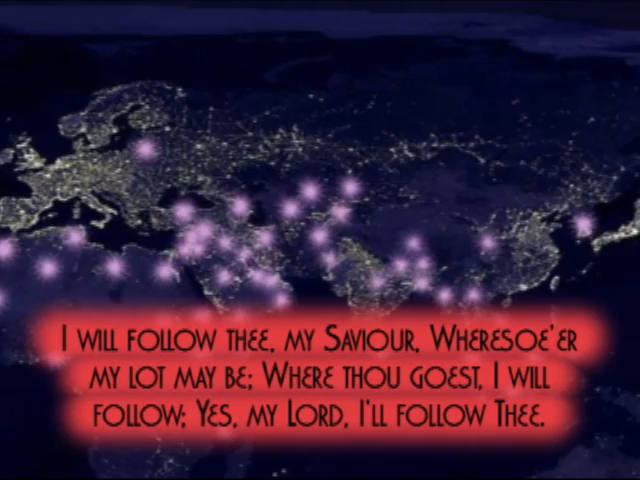 I will follow thee, my Saviour, Wheresoe'er
my lot may be; Where thou goest, I will
follow; Yes, my Lord, I'll follow Thee.